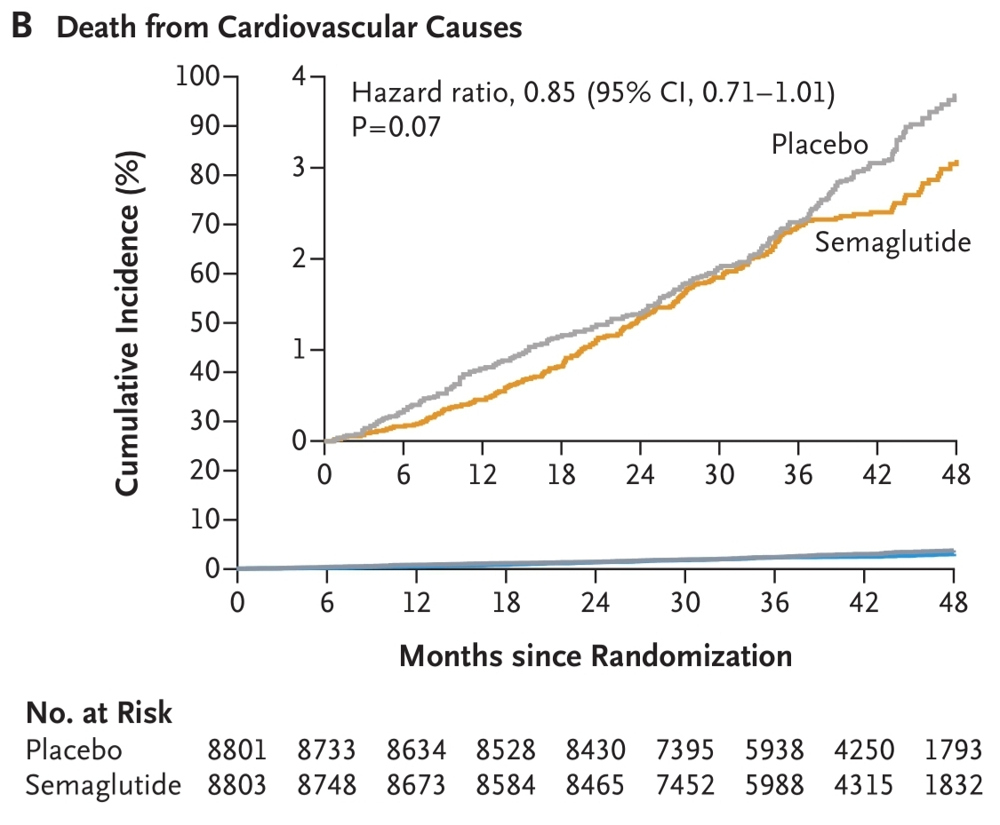 B Death from Cardiovascular Causes
Cumulative Incidence (%)
100
90
80
70
60
50
40
30
20
10
0
4
3
2
1
0
Hazard ratio, 0.85 (95% CI, 0.71–1.01)
P=0.07
Placebo
Semaglutide
0 6 12 18 24 30 36 42 48
0 6 12 18 24 30 36 42 48
Months since Randomization
No. at Risk
Placebo 8801 8733 8634 8528 8430 7395 5938 4250 1793
Semaglutide 8803 8748 8673 8584 8465 7452 5988 4315 1832